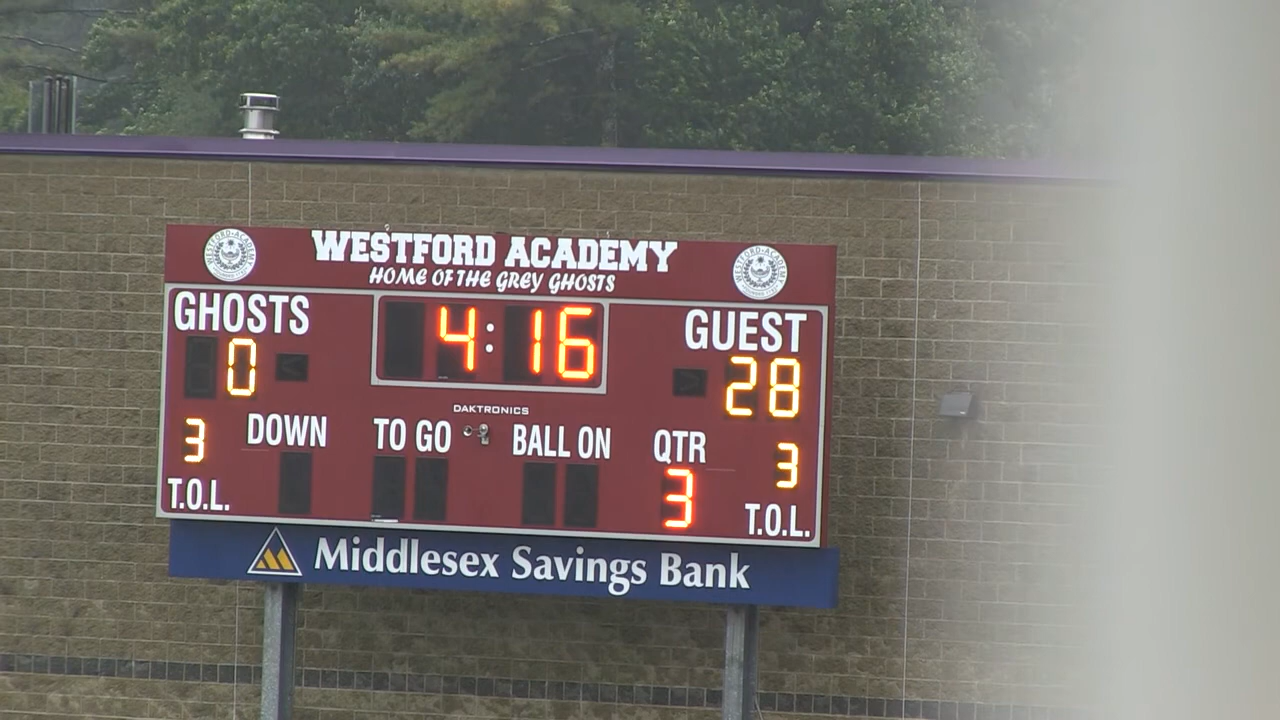 WESTFORD ACADEMY
HOME OF THE GREY GHOSTS
GHOSTS
4:16
GUEST
0
28
DAKTRONICS
3
DOWN
TO GO
BALL ON
QTR
3
T.O.L.
3
T.O.L.
Middlesex Savings Bank